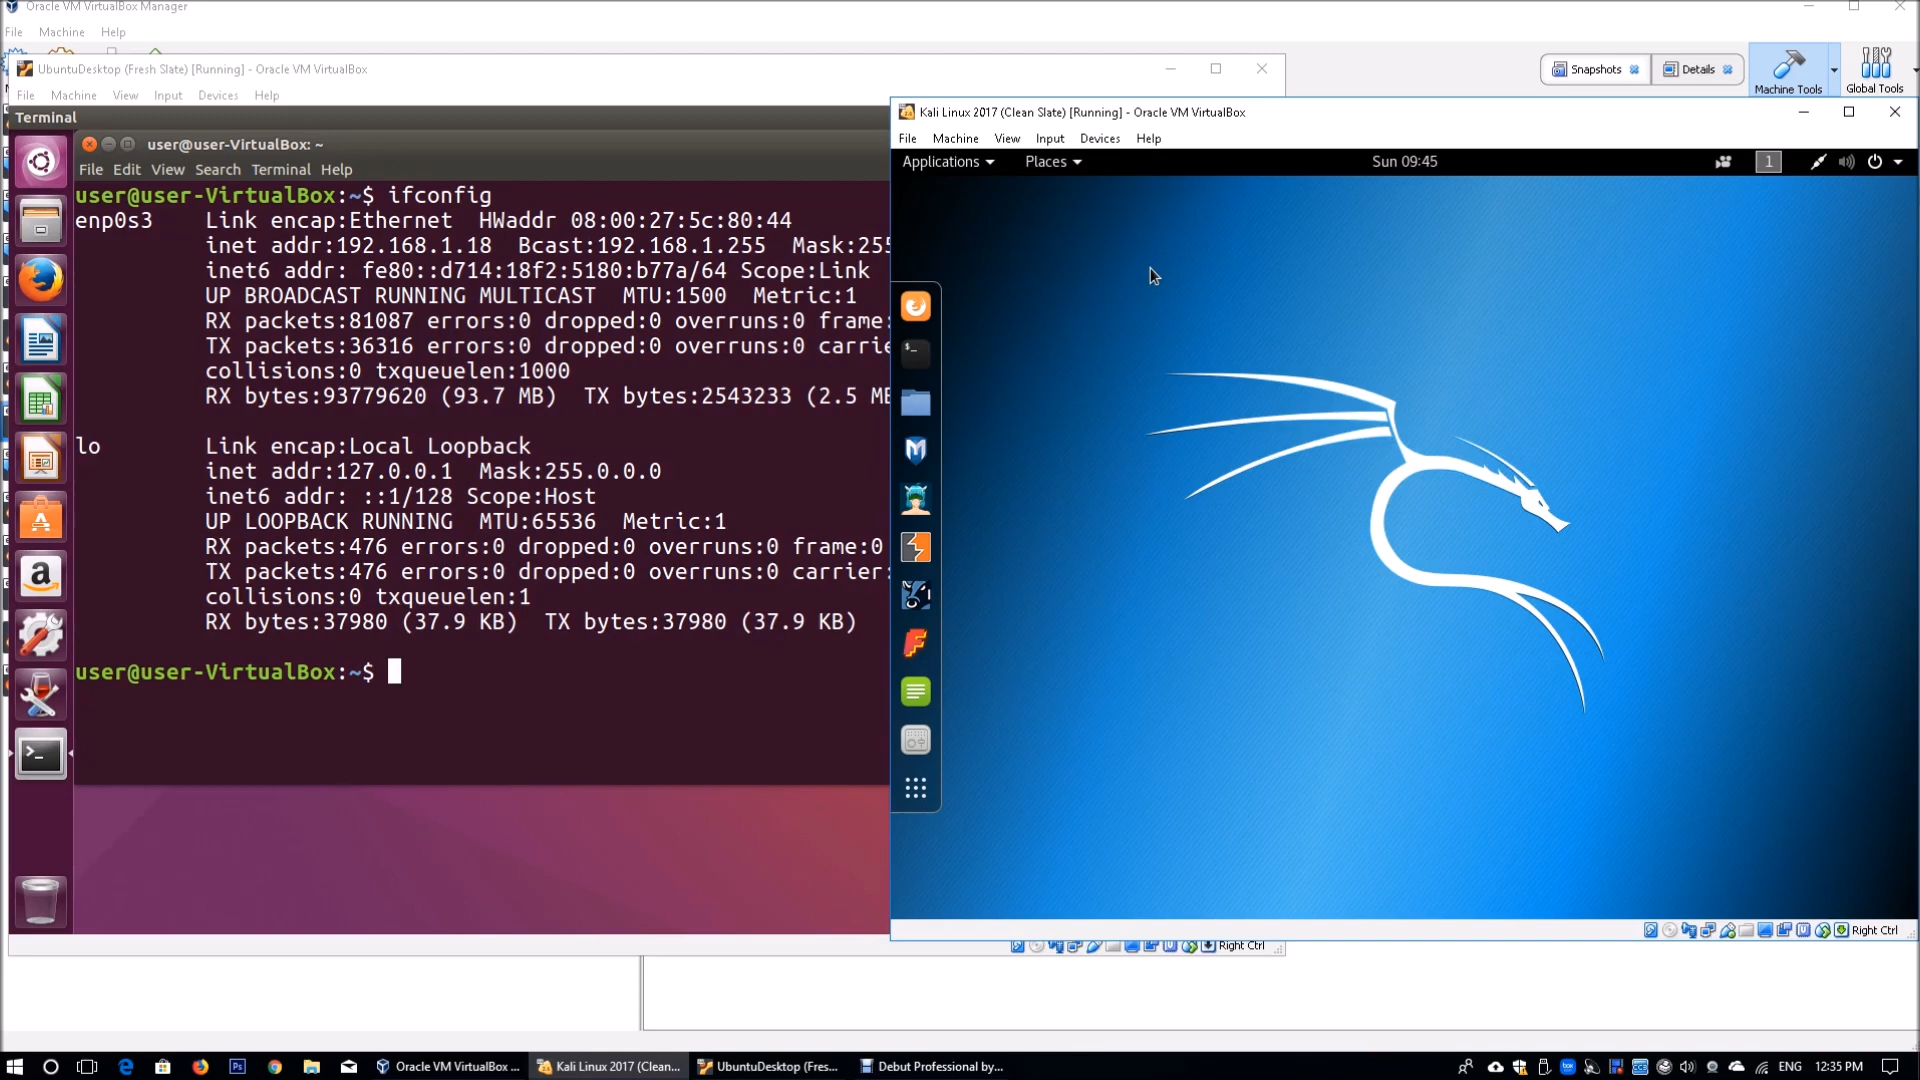 Oracle VM VirtualBox Manager
File Machine Help
UbuntuDesktop (Fresh Slate) [Running] - Oracle VM VirtualBox
File Machine View Input Devices Help
Snapshots
Details
Machine Tools
Global Tools
Terminal
user@user-VirtualBox: ~
File Edit View Search Terminal Help
user@user-VirtualBox:~$ ifconfig
enp0s3 Link encap:Ethernet HWaddr 08:00:27:5c:80:44
inet addr:192.168.1.18 Bcast:192.168.1.255 Mask:255
inet6 addr: fe80::d714:18f2:5180:b77a/64 Scope:Link
UP BROADCAST RUNNING MULTICAST MTU:1500 Metric:1
RX packets:81087 errors:0 dropped:0 overruns:0 frame:
TX packets:36316 errors:0 dropped:0 overruns:0 carrie
collisions:0 txqueuelen:1000
RX bytes:93779620 (93.7 MB) TX bytes:2543233 (2.5 MB
lo Link encap:Local Loopback
inet addr:127.0.0.1 Mask:255.0.0.0
inet6 addr: ::1/128 Scope:Host
UP LOOPBACK RUNNING MTU:65536 Metric:1
RX packets:476 errors:0 dropped:0 overruns:0 frame:0
TX packets:476 errors:0 dropped:0 overruns:0 carrier:
collisions:0 txqueuelen:1
RX bytes:37980 (37.9 KB) TX bytes:37980 (37.9 KB)
user@user-VirtualBox:~$
Kali Linux 2017 (Clean Slate) [Running] - Oracle VM VirtualBox
File Machine View Input Devices Help
Applications Places Sun 09:45 1
Right Ctrl
Right Ctrl
Oracle VM VirtualBox ...
Kali Linux 2017 (Clean...
UbuntuDesktop (Fres...
Debut Professional by...
ENG 12:35 PM